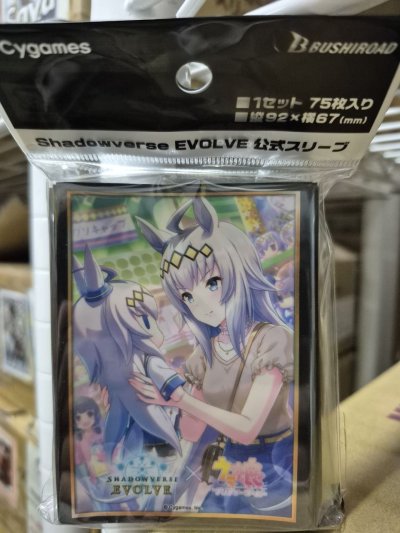 Cygames
BUSHIROAD
■1セット 75枚入り
■縦92×横67(mm)
Shadowverse EVOLVE 公式スリーブ
SHADOWVERSE
EVOLVE
×
© Cygames, Inc.